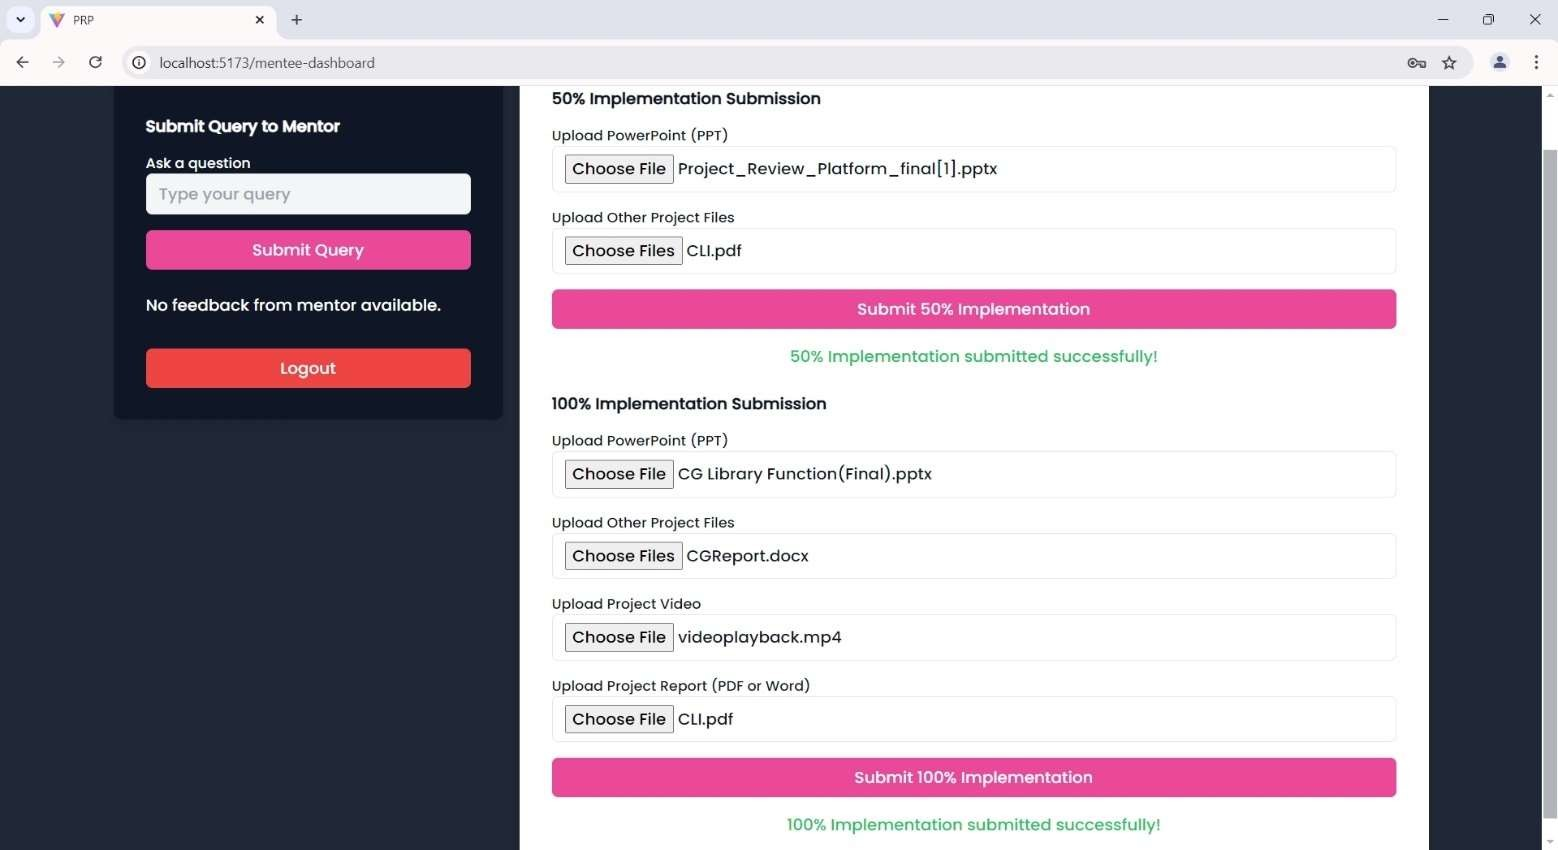 PRP
localhost:5173/mentee-dashboard
Submit Query to Mentor
Ask a question
Type your query
Submit Query
No feedback from mentor available.
Logout
50% Implementation Submission
Upload PowerPoint (PPT)
Choose File Project_Review_Platform_final[1].pptx
Upload Other Project Files
Choose Files CLI.pdf
Submit 50% Implementation
50% Implementation submitted successfully!
100% Implementation Submission
Upload PowerPoint (PPT)
Choose File CG Library Function(Final).pptx
Upload Other Project Files
Choose Files CGReport.docx
Upload Project Video
Choose File videoplayback.mp4
Upload Project Report (PDF or Word)
Choose File CLI.pdf
Submit 100% Implementation
100% Implementation submitted successfully!